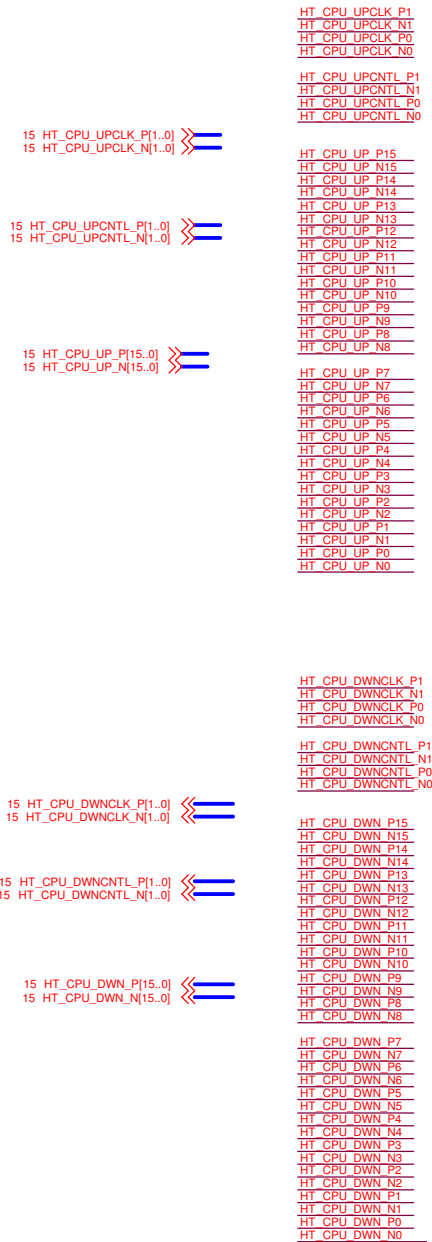 HT_CPU_UPCLK_P1
HT_CPU_UPCLK_N1
HT_CPU_UPCLK_P0
HT_CPU_UPCLK_N0
HT_CPU_UPCNTL_P1
HT_CPU_UPCNTL_N1
HT_CPU_UPCNTL_P0
HT_CPU_UPCNTL_N0
15 HT_CPU_UPCLK_P[1..0]
15 HT_CPU_UPCLK_N[1..0]
HT_CPU_UP_P15
HT_CPU_UP_N15
HT_CPU_UP_P14
HT_CPU_UP_N14
HT_CPU_UP_P13
HT_CPU_UP_N13
HT_CPU_UP_P12
HT_CPU_UP_N12
HT_CPU_UP_P11
HT_CPU_UP_N11
HT_CPU_UP_P10
HT_CPU_UP_N10
HT_CPU_UP_P9
HT_CPU_UP_N9
HT_CPU_UP_P8
HT_CPU_UP_N8
15 HT_CPU_UPCNTL_P[1..0]
15 HT_CPU_UPCNTL_N[1..0]
15 HT_CPU_UP_P[15..0]
15 HT_CPU_UP_N[15..0]
HT_CPU_UP_P7
HT_CPU_UP_N7
HT_CPU_UP_P6
HT_CPU_UP_N6
HT_CPU_UP_P5
HT_CPU_UP_N5
HT_CPU_UP_P4
HT_CPU_UP_N4
HT_CPU_UP_P3
HT_CPU_UP_N3
HT_CPU_UP_P2
HT_CPU_UP_N2
HT_CPU_UP_P1
HT_CPU_UP_N1
HT_CPU_UP_P0
HT_CPU_UP_N0
HT_CPU_DWNCLK_P1
HT_CPU_DWNCLK_N1
HT_CPU_DWNCLK_P0
HT_CPU_DWNCLK_N0
HT_CPU_DWNCNTL_P1
HT_CPU_DWNCNTL_N1
HT_CPU_DWNCNTL_P0
HT_CPU_DWNCNTL_N0
15 HT_CPU_DWNCLK_P[1..0]
15 HT_CPU_DWNCLK_N[1..0]
HT_CPU_DWN_P15
HT_CPU_DWN_N15
HT_CPU_DWN_P14
HT_CPU_DWN_N14
HT_CPU_DWN_P13
HT_CPU_DWN_N13
HT_CPU_DWN_P12
HT_CPU_DWN_N12
HT_CPU_DWN_P11
HT_CPU_DWN_N11
HT_CPU_DWN_P10
HT_CPU_DWN_N10
HT_CPU_DWN_P9
HT_CPU_DWN_N9
HT_CPU_DWN_P8
HT_CPU_DWN_N8
15 HT_CPU_DWNCNTL_P[1..0]
15 HT_CPU_DWNCNTL_N[1..0]
15 HT_CPU_DWN_P[15..0]
15 HT_CPU_DWN_N[15..0]
HT_CPU_DWN_P7
HT_CPU_DWN_N7
HT_CPU_DWN_P6
HT_CPU_DWN_N6
HT_CPU_DWN_P5
HT_CPU_DWN_N5
HT_CPU_DWN_P4
HT_CPU_DWN_N4
HT_CPU_DWN_P3
HT_CPU_DWN_N3
HT_CPU_DWN_P2
HT_CPU_DWN_N2
HT_CPU_DWN_P1
HT_CPU_DWN_N1
HT_CPU_DWN_P0
HT_CPU_DWN_N0